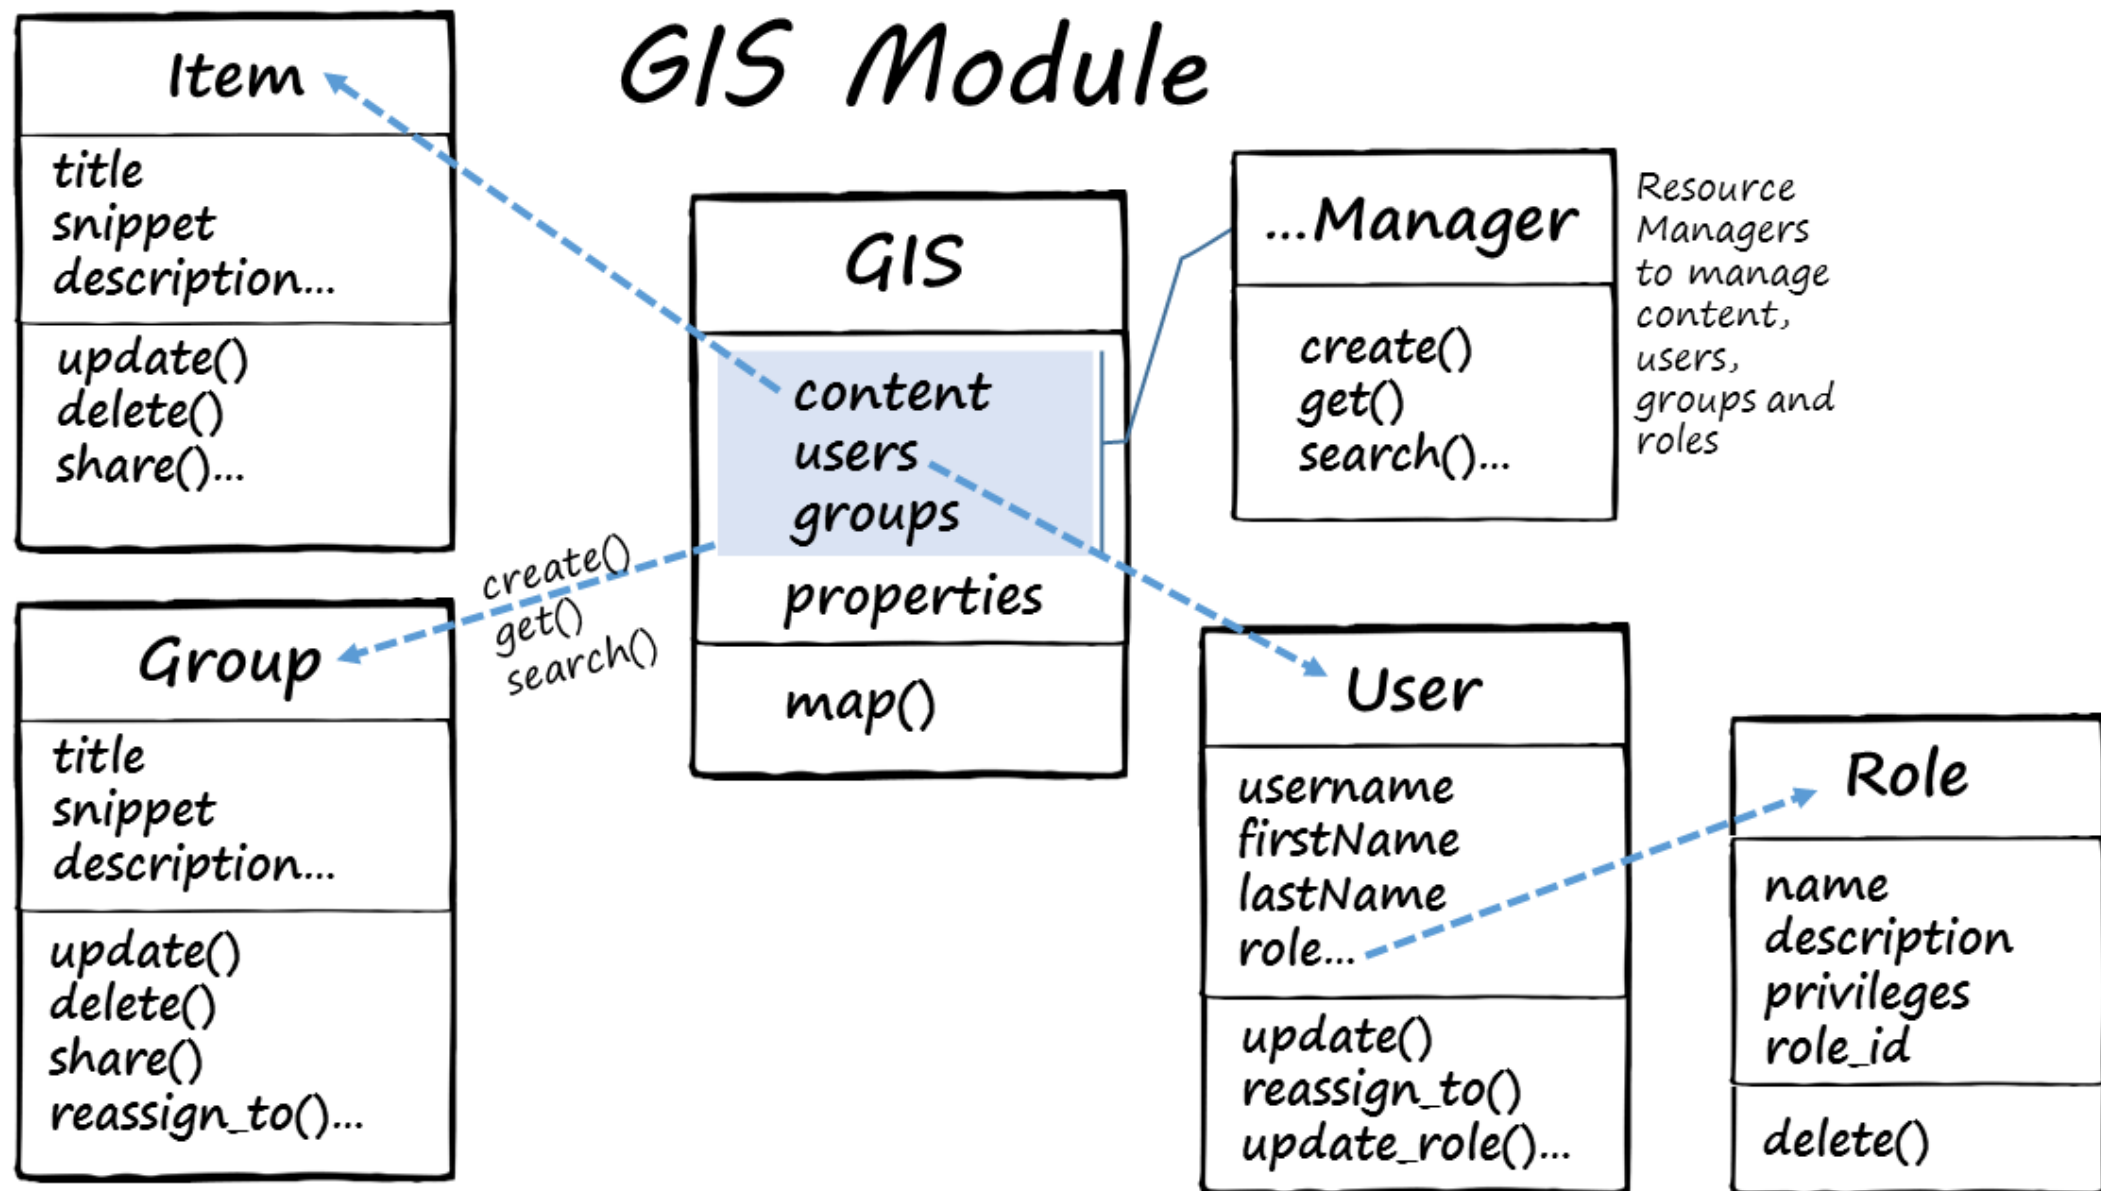 GIS Module
Item
title
snippet
description...
update()
delete()
share()...
GIS
content
users
groups
properties
map()
...Manager
create()
get()
search()...
Resource
Managers
to manage
content,
users,
groups and
roles
create()
get()
search()
Group
title
snippet
description...
update()
delete()
share()
reassign_to()...
User
username
firstName
lastName
role...
update()
reassign_to()
update_role()...
Role
name
description
privileges
role_id
delete()